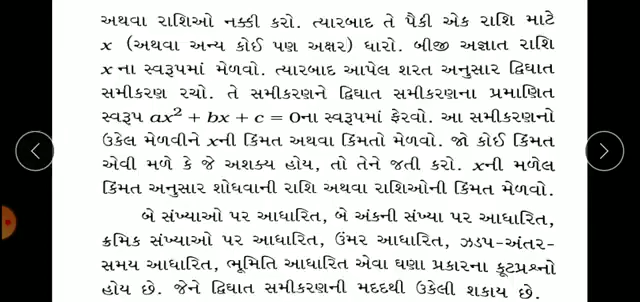 અથવા રાશિઓ નક્કી કરો. ત્યારબાદ તે પૈકી એક રાશિ માટે
x (અથવા અન્ય કોઈ પણ અક્ષર) ધારો. બીજી અજ્ઞાત રાશિ
x ના સ્વરૂપમાં મેળવો. ત્યારબાદ આપેલ શરત અનુસાર દ્વિઘાત
સમીકરણ રચો. તે સમીકરણને દ્વિઘાત સમીકરણના પ્રમાણિત
સ્વરૂપ ax² + bx + c = 0ના સ્વરૂપમાં ફેરવો. આ સમીકરણનો
ઉકેલ મેળવીને xની કિંમત અથવા કિંમતો મેળવો. જો કોઈ કિંમત
એવી મળે કે જે અશક્ય હોય, તો તેને જતી કરો. xની મળેલ
કિંમત અનુસાર શોધવાની રાશિ અથવા રાશિઓની કિંમત મેળવો.
બે સંખ્યાઓ પર આધારિત, બે અંકની સંખ્યા પર આધારિત,
ક્રમિક સંખ્યાઓ પર આધારિત, ઉંમર આધારિત, ઝડપ-અંતર-
સમય આધારિત, ભૂમિતિ આધારિત એવા ઘણા પ્રકારના કૂટપ્રશ્નો
હોય છે. જેને દ્વિઘાત સમીકરણની મદદથી ઉકેલી શકાય છે.